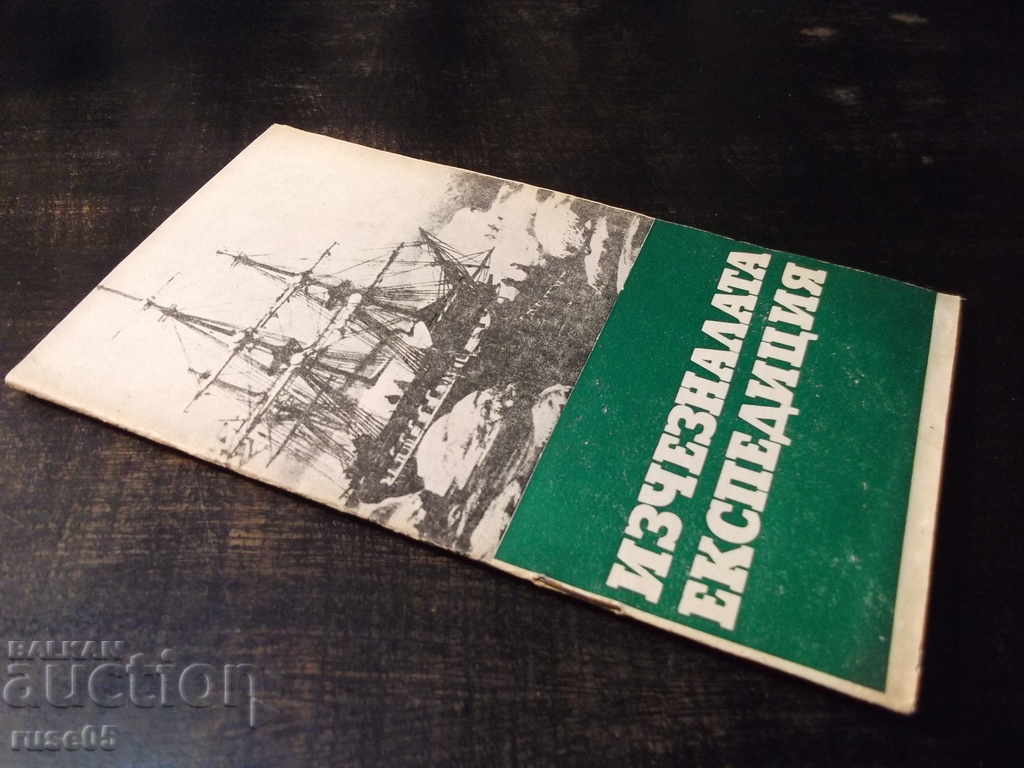 ИЗЧЕЗНАЛАТА
ЕКСПЕДИЦИЯ
BALKAN
auction
ruse05